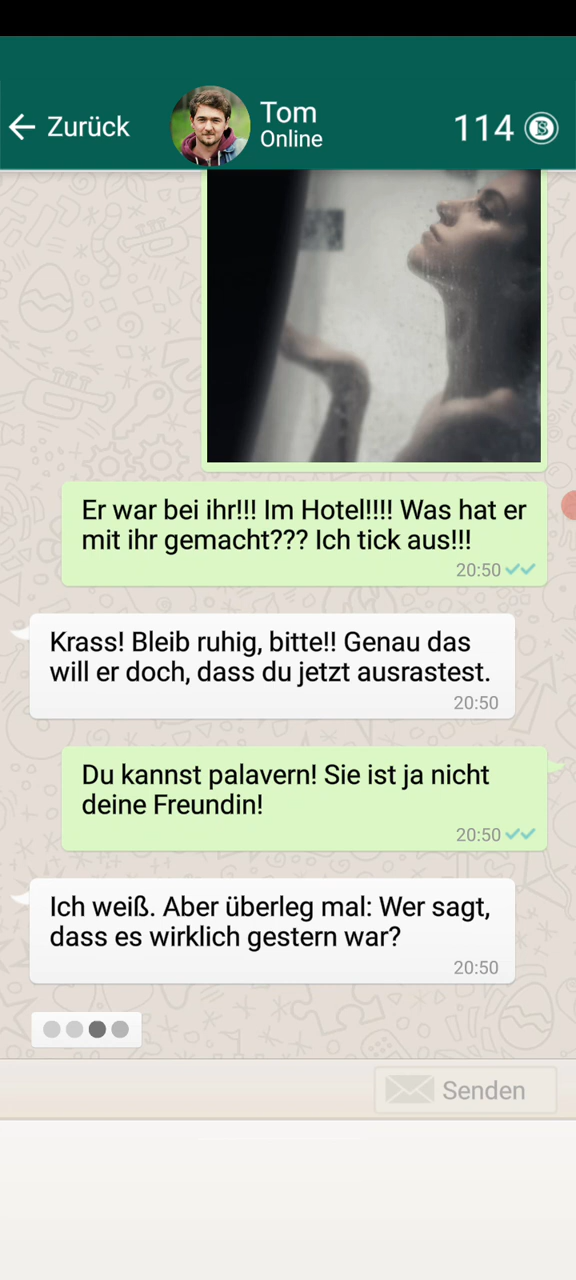 Zurück
Tom
Online
114
Er war bei ihr!!! Im Hotel!!!! Was hat er
mit ihr gemacht??? Ich tick aus!!!
20:50
Krass! Bleib ruhig, bitte!! Genau das
will er doch, dass du jetzt ausrastest.
20:50
Du kannst palavern! Sie ist ja nicht
deine Freundin!
20:50
Ich weiß. Aber überleg mal: Wer sagt,
dass es wirklich gestern war?
20:50
Senden